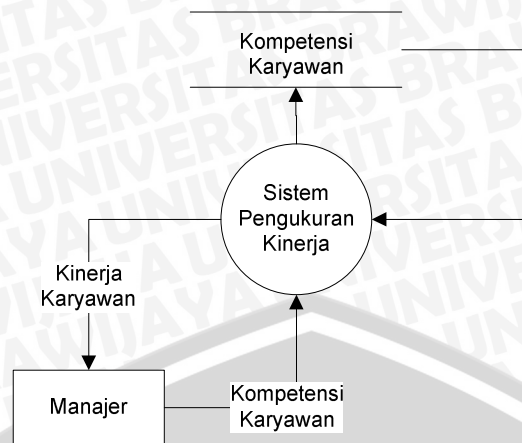 Kompetensi
Karyawan
Sistem
Pengukuran
Kinerja
Kinerja
Karyawan
Manajer
Kompetensi
Karyawan